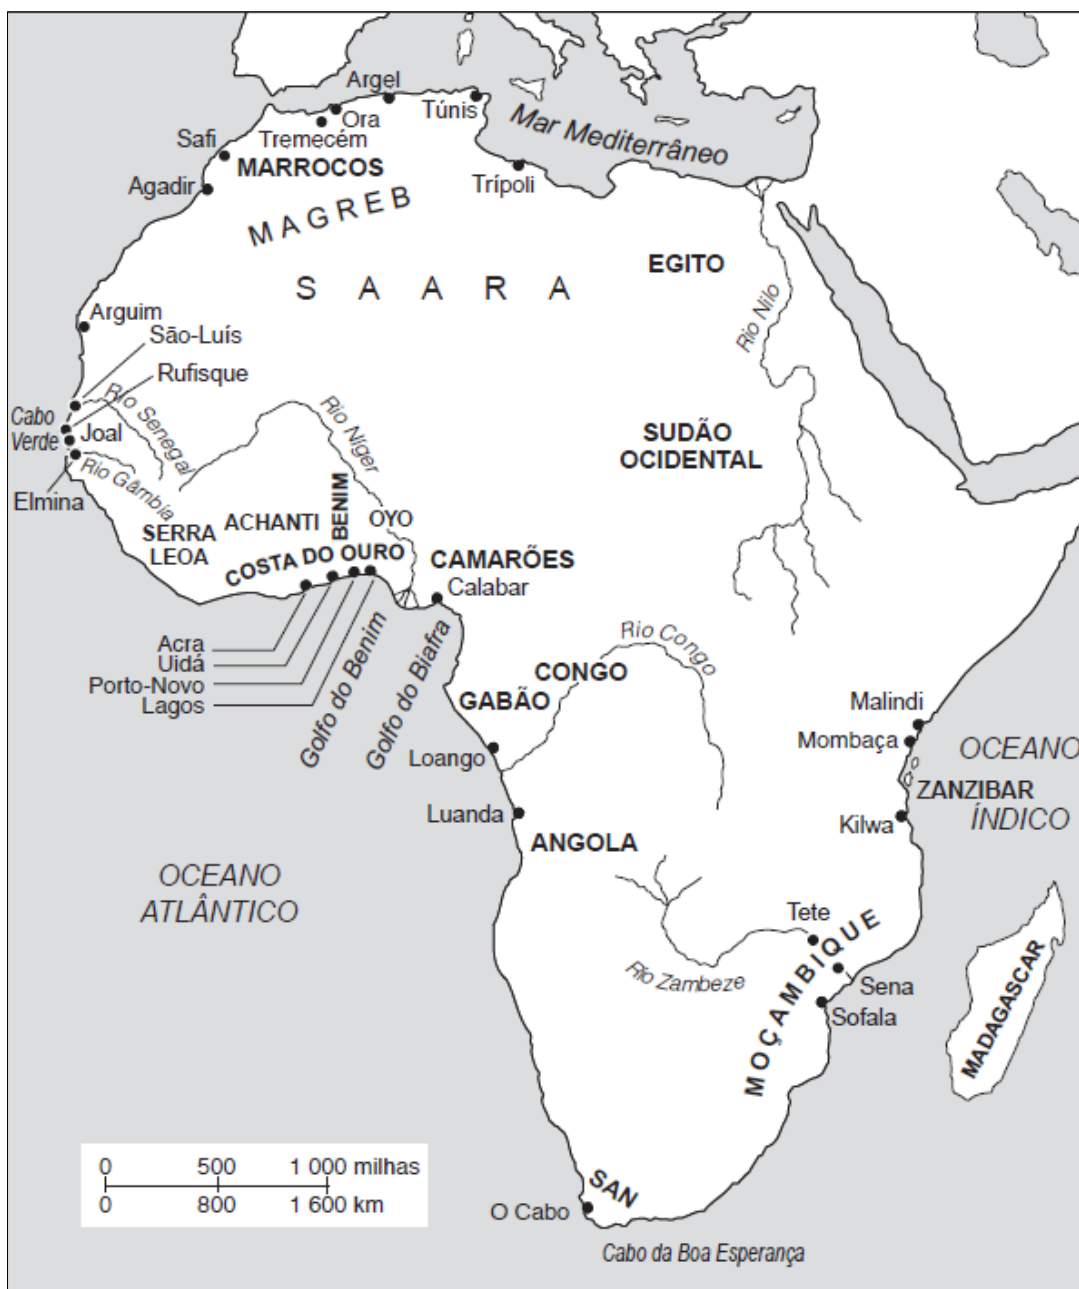 Argel
Túnis
Ora
Tremecém
Safi
MARROCOS
Agadir
Trípoli
Mar Mediterrâneo
MAGREB
SAARA
EGITO
Rio Nilo
Arguim
São-Luís
Rufisque
Cabo
Verde
Joal
Rio Senegal
Rio Níger
Elmina
Rio Gâmbia
SUDÃO
OCIDENTAL
SERRA
LEOA
ACHANTI
BENIM
OYO
COSTA DO OURO
CAMARÕES
Calabar
Acra
Uidá
Porto-Novo
Lagos
Golfo do Benim
Golfo do Biafra
Rio Congo
CONGO
GABÃO
Loango
Malindi
Mombaça
OCEANO
ÍNDICO
ZANZIBAR
Kilwa
Luanda
ANGOLA
OCEANO
ATLÂNTICO
Tete
MOÇAMBIQUE
Rio Zambeze
Sena
Sofala
MADAGASCAR
0 500 1 000 milhas
0 800 1 600 km
SAN
O Cabo
Cabo da Boa Esperança